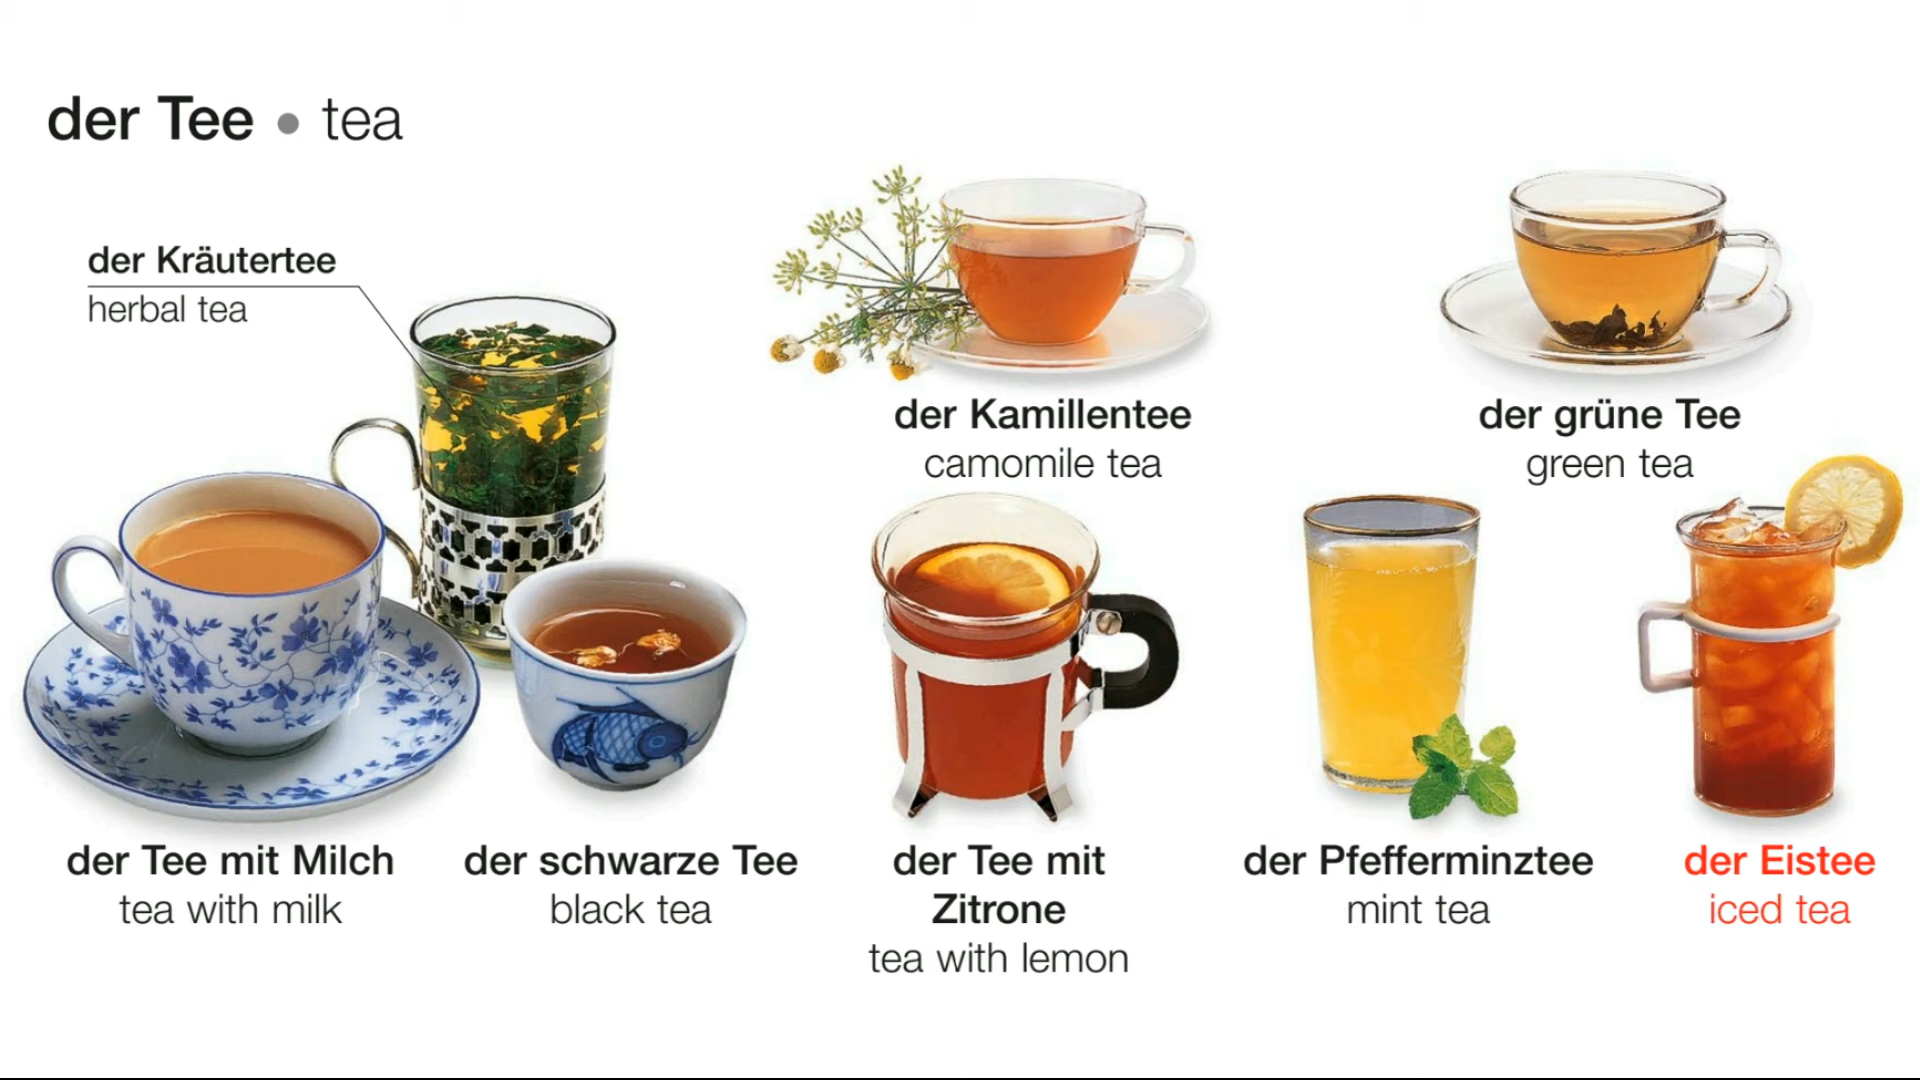 der Tee • tea
der Kräutertee
herbal tea
der Kamillentee
camomile tea
der grüne Tee
green tea
der Tee mit Milch
tea with milk
der schwarze Tee
black tea
der Tee mit
Zitrone
tea with lemon
der Pfefferminztee
mint tea
der Eistee
iced tea